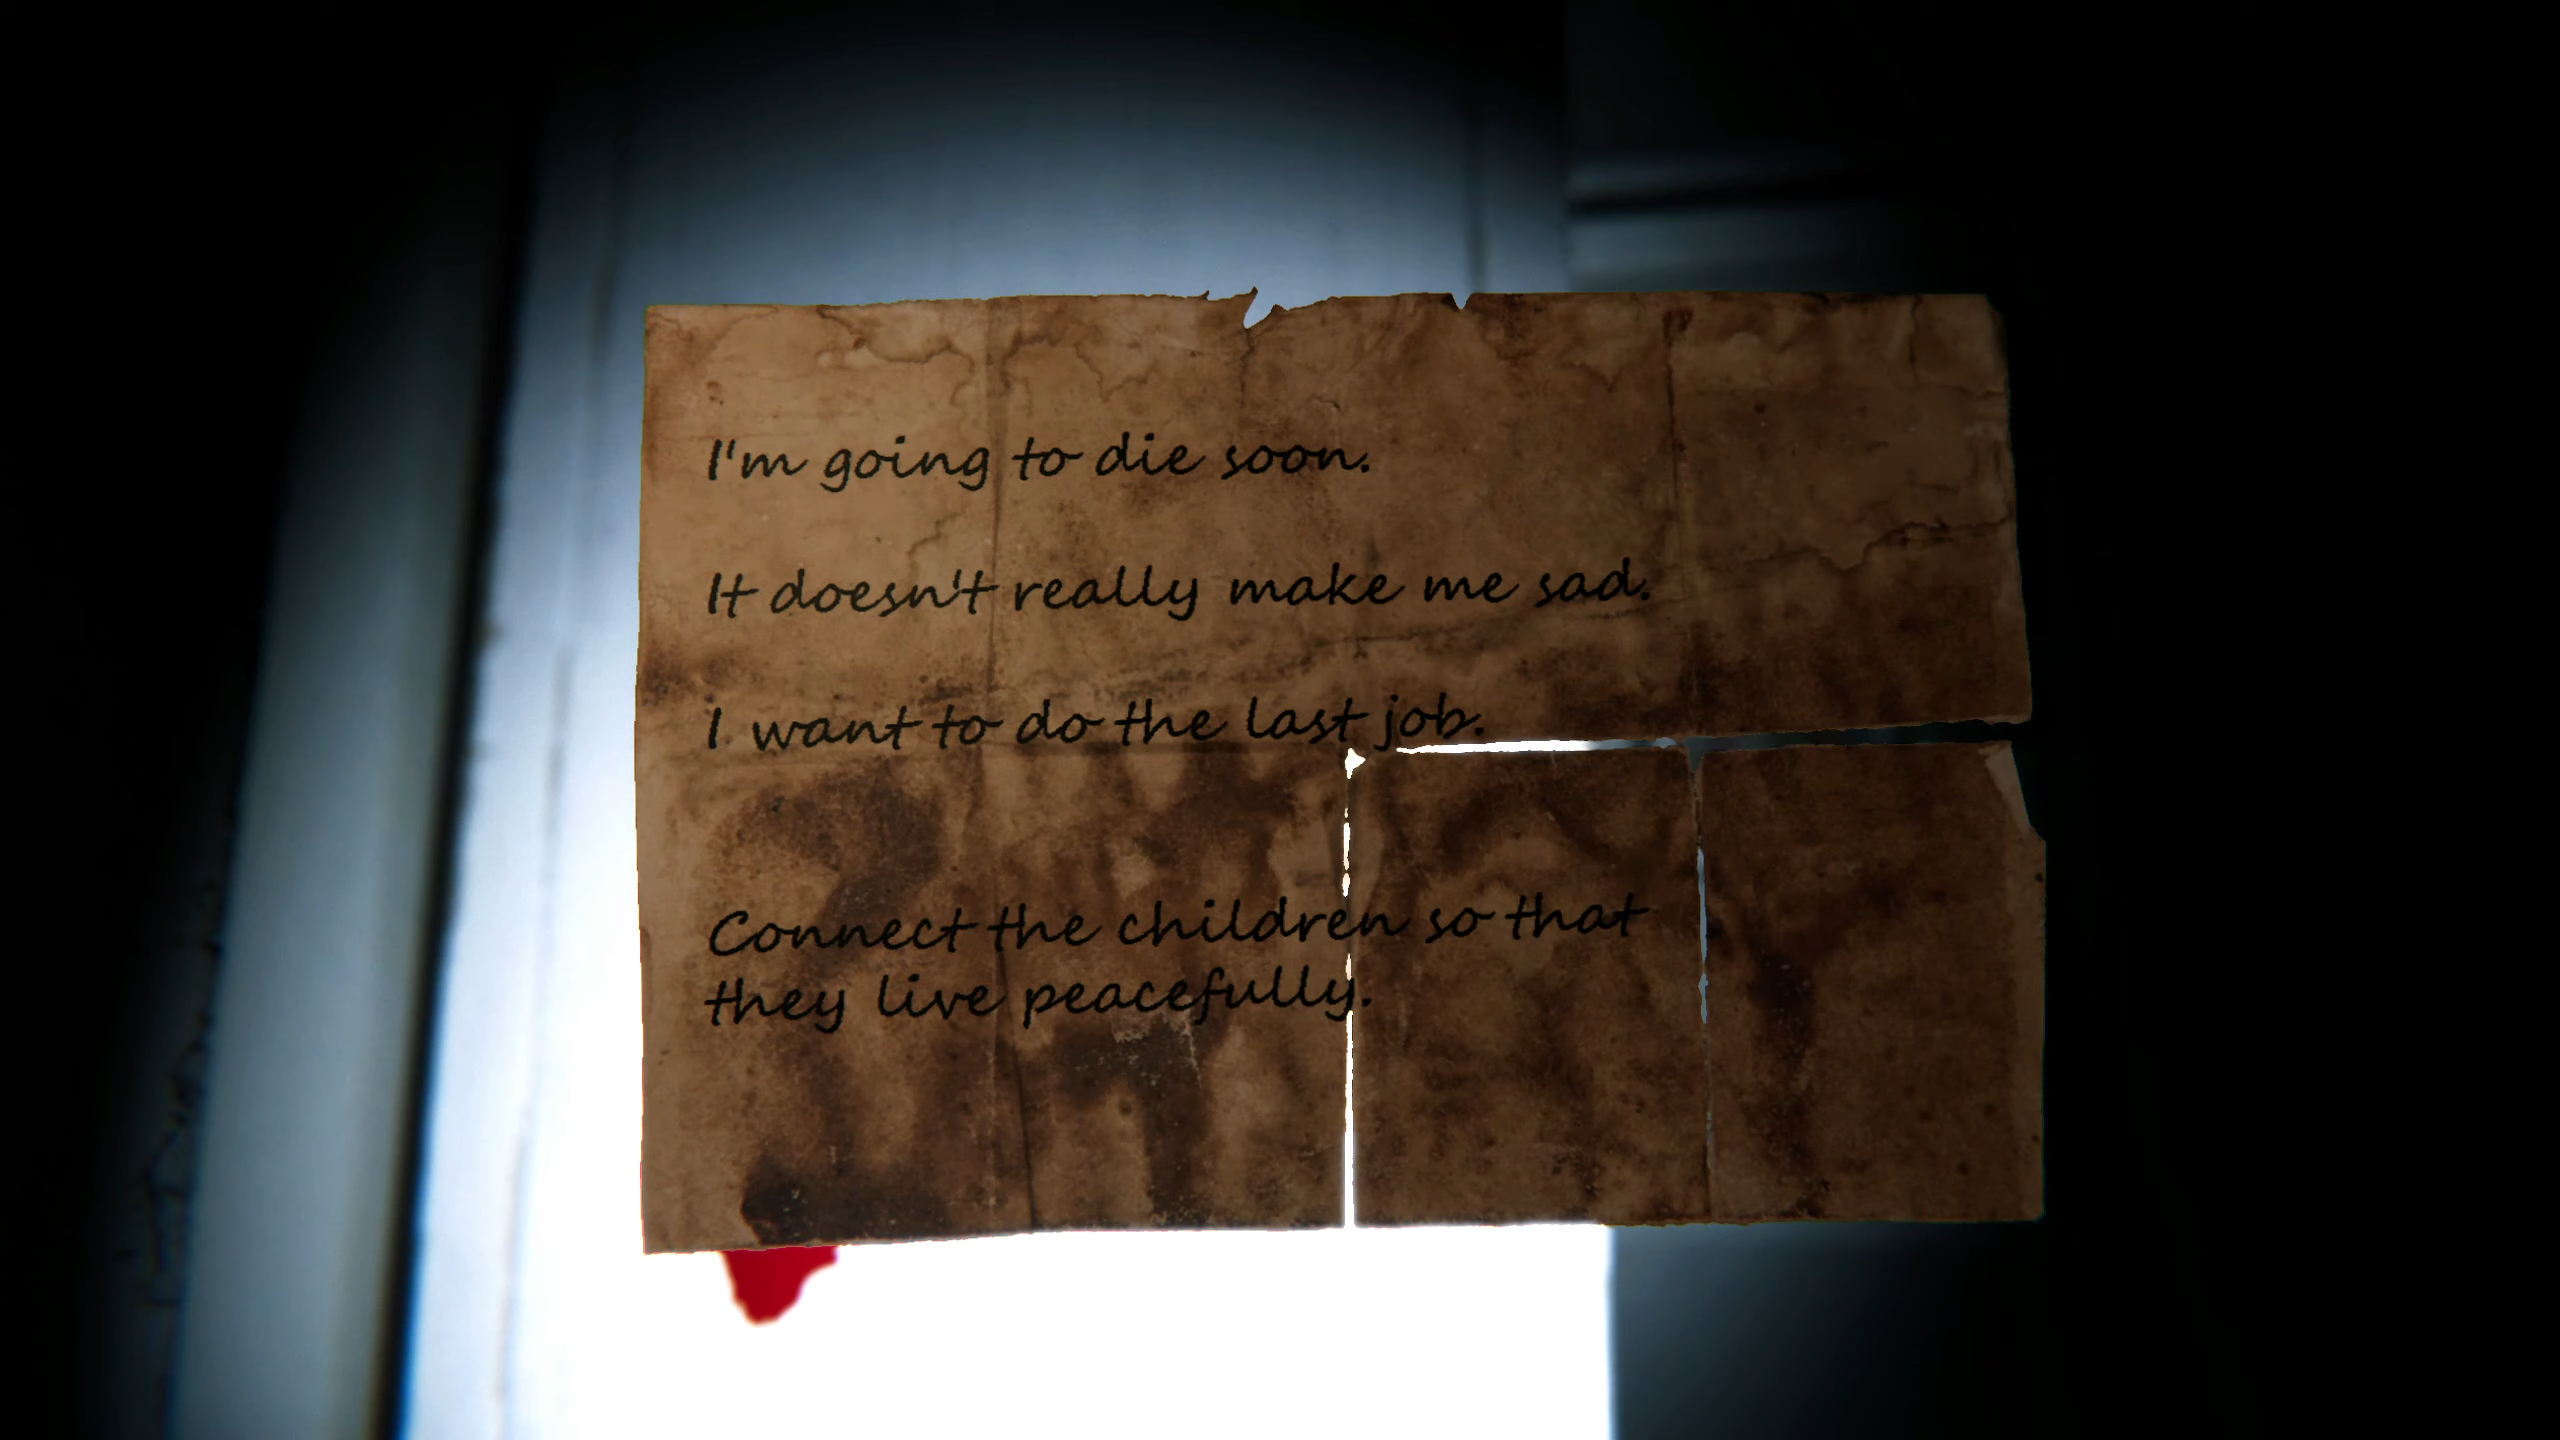 I'm going to die soon.
It doesn't really make me sad.
I want to do the last job.
Connect the children so that
they live peacefully.